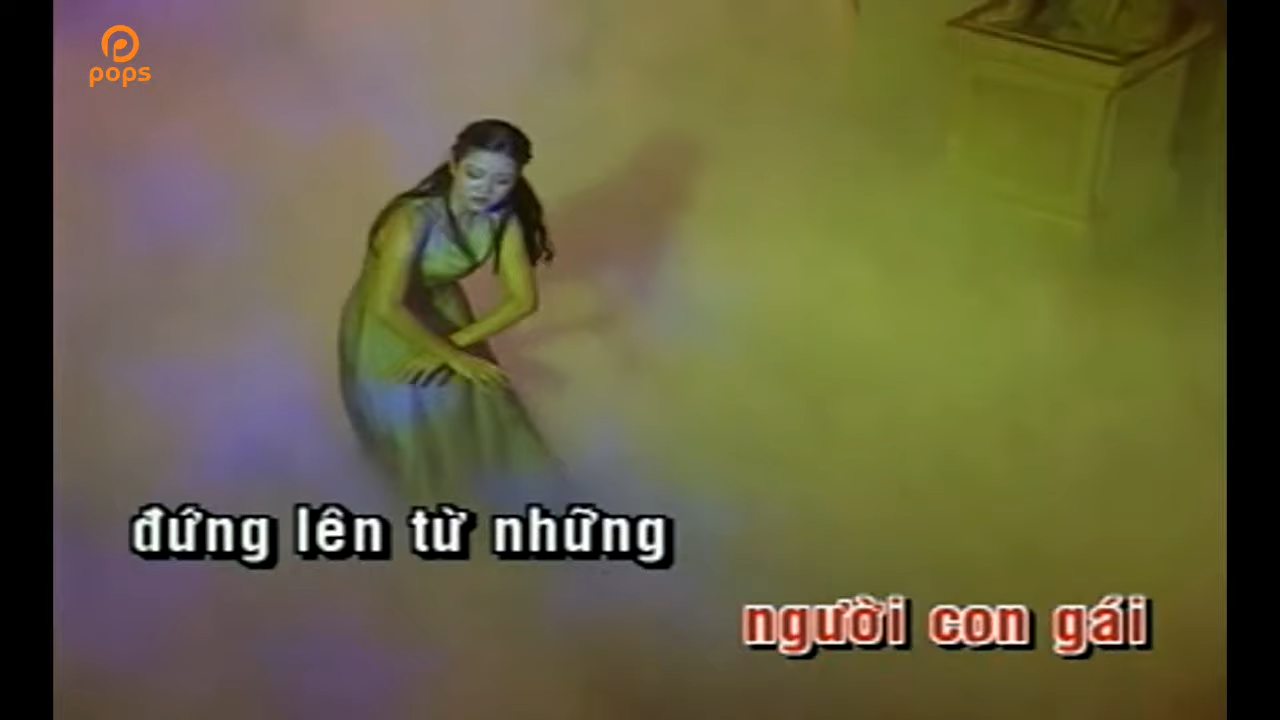 pops
đứng lên từ những
người con gái